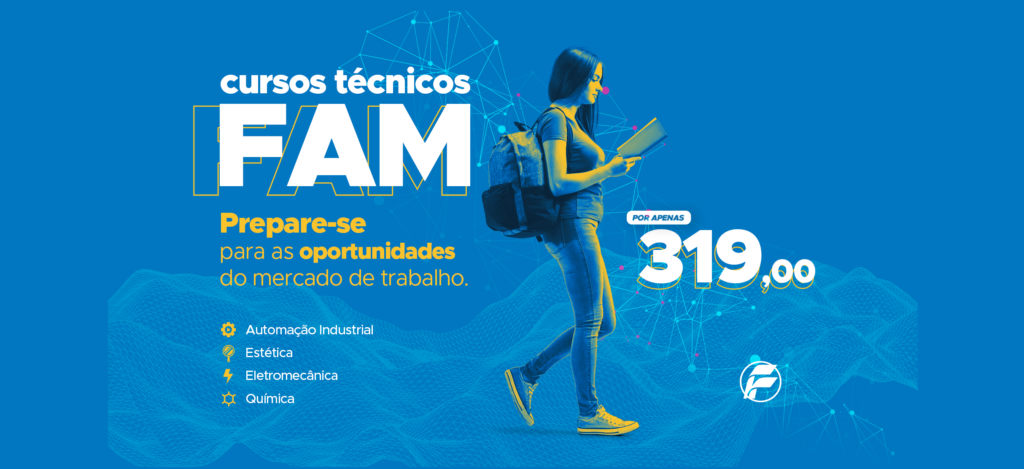 cursos técnicos
FAM
Prepare-se
para as oportunidades
do mercado de trabalho.
Automação Industrial
Estética
Eletromecânica
Química
POR APENAS
319,00